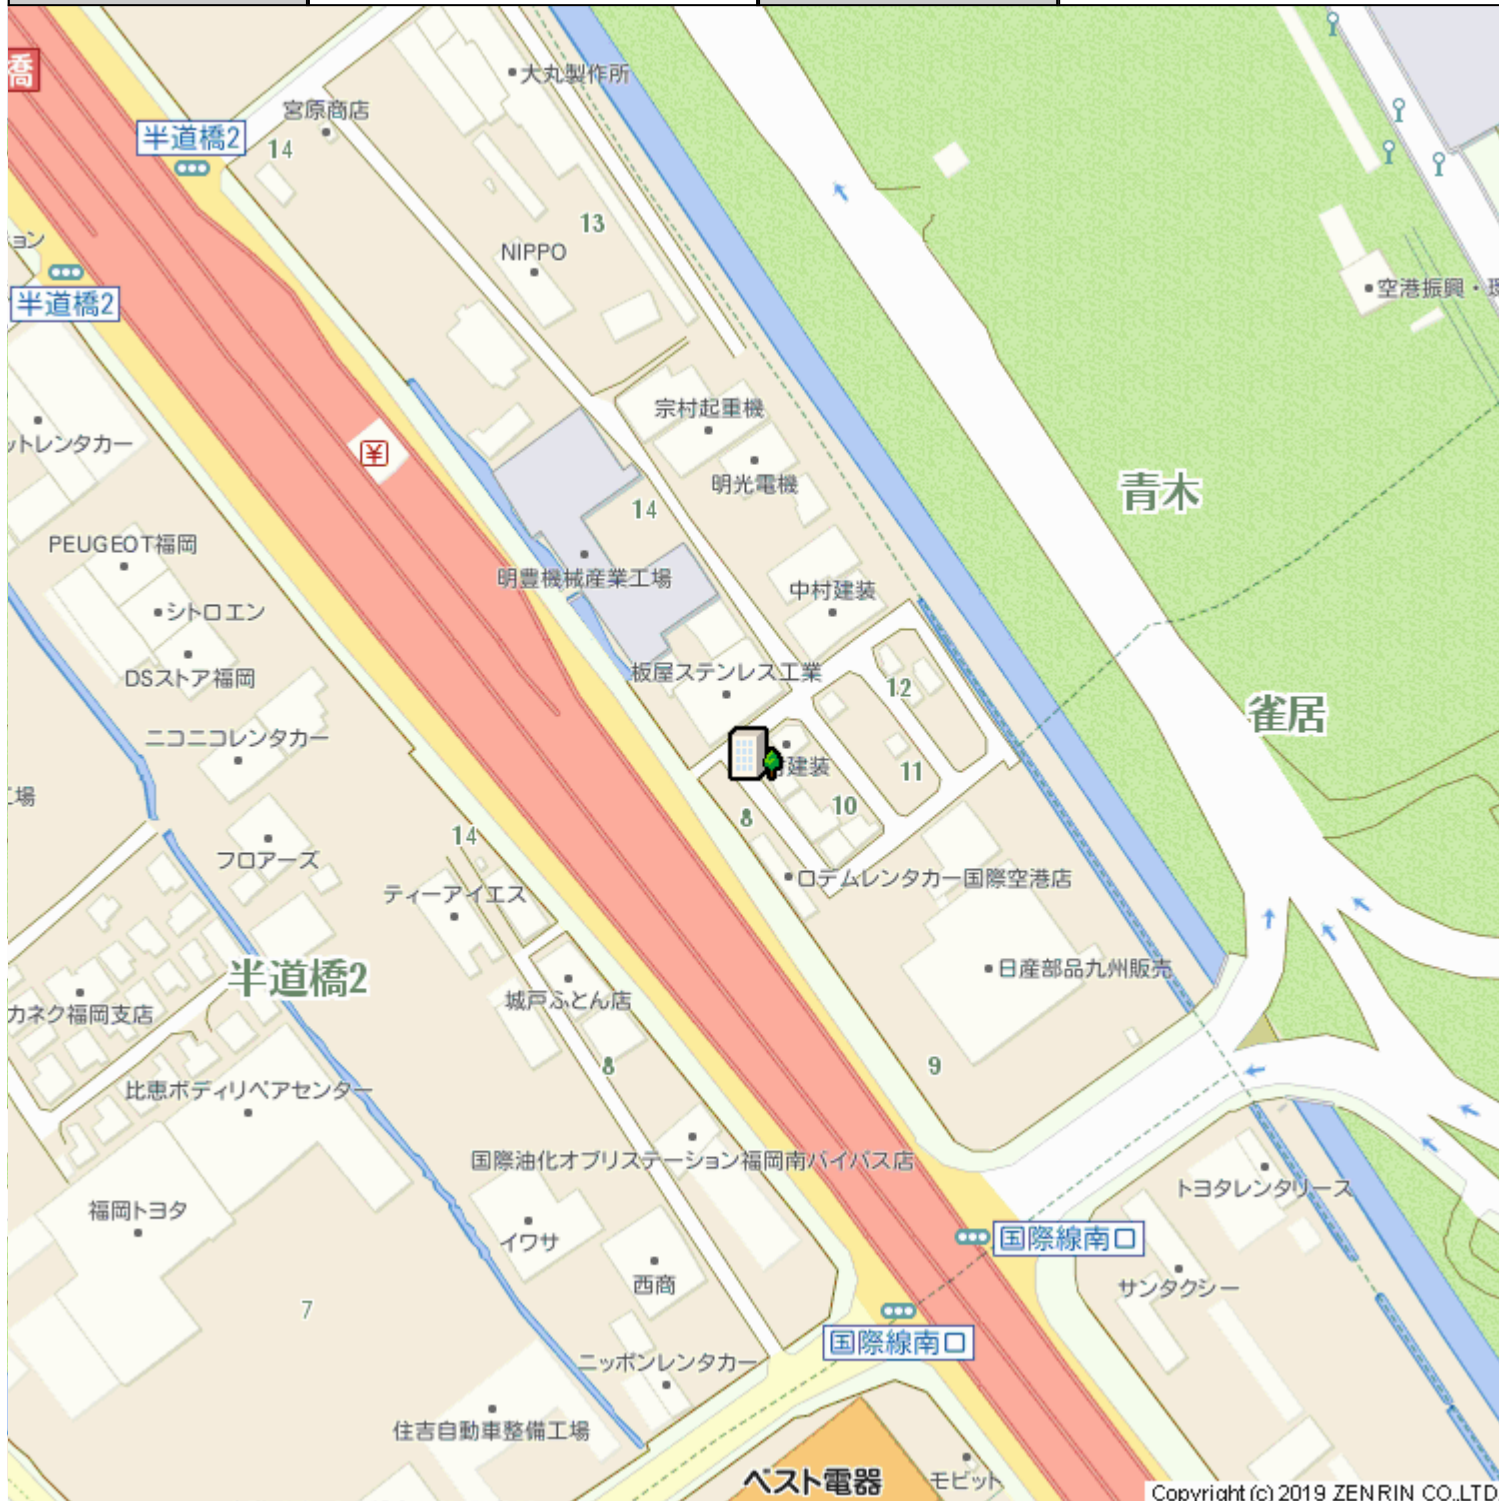 橋
大丸製作所
宮原商店
半道橋2
14
13
NIPPO
ョン
半道橋2
空港振興・環
宗村起重機
ットレンタカー
¥
明光電機
青木
14
PEUGEOT福岡
明豊機械産業工場
中村建装
シトロエン
DSストア福岡
板屋ステンレス工業
12
雀居
ニコニコレンタカー
建装
11
工場
10
8
14
フロアーズ
ティーアイエス
ロデムレンタカー国際空港店
半道橋2
日産部品九州販売
カネク福岡支店
城戸ふとん店
8
9
比恵ボディリペアセンター
国際油化オブリステーション福岡南バイパス店
トヨタレンタリース
福岡トヨタ
イワサ
国際線南口
西商
サンタクシー
7
国際線南口
ニッポンレンタカー
住吉自動車整備工場
ベスト電器
モビット
Copyright (c) 2019 ZENRIN CO.,LTD